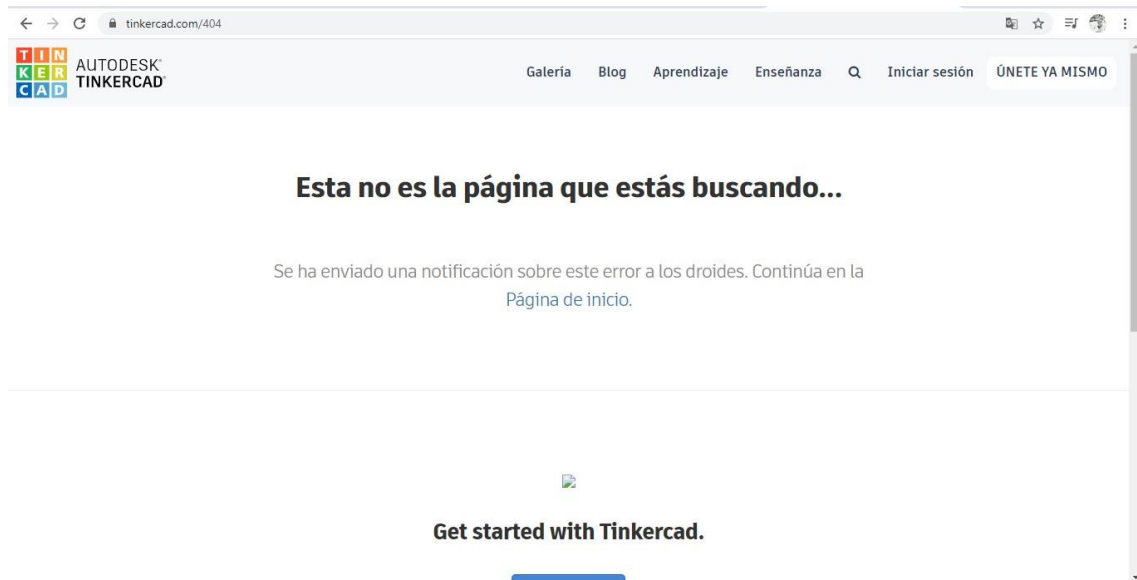 tinkercad.com/404
TIN
KER
CAD
AUTODESK®
TINKERCAD®
Galería Blog Aprendizaje Enseñanza Iniciar sesión ÚNETE YA MISMO
Esta no es la página que estás buscando...
Se ha enviado una notificación sobre este error a los droides. Continúa en la
Página de inicio.
Get started with Tinkercad.